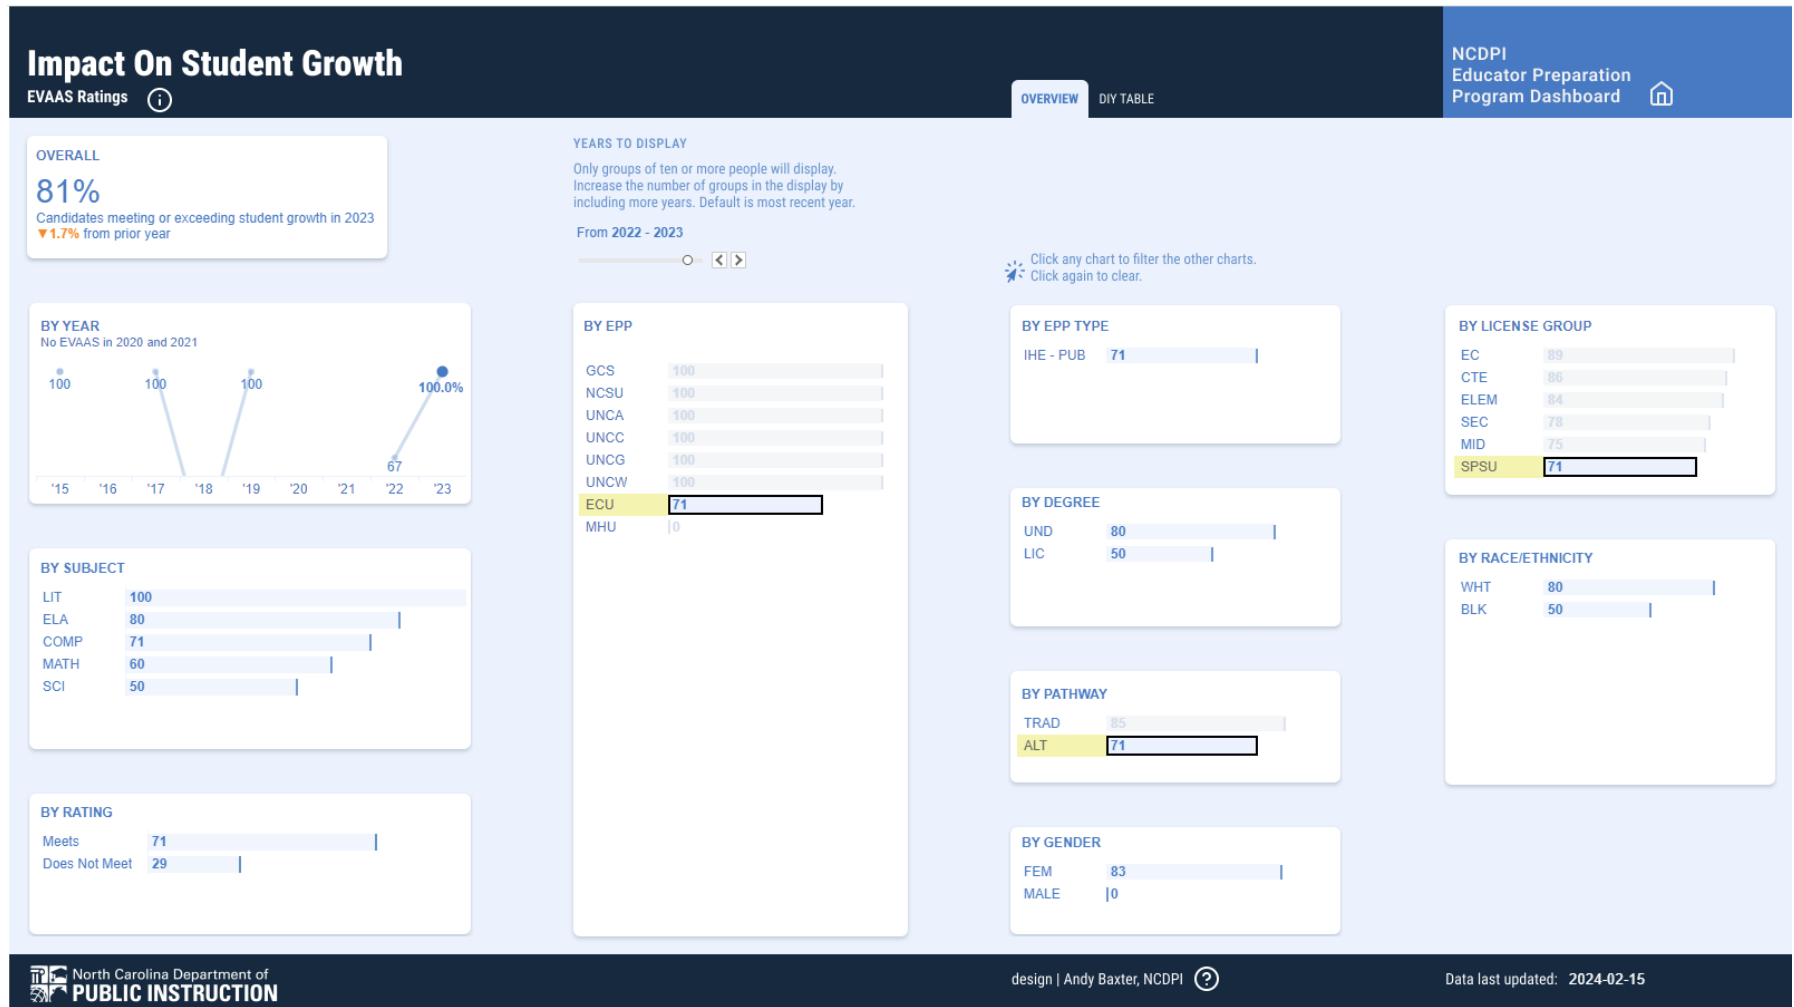 Impact On Student Growth
EVAAS Ratings
OVERVIEW
DIY TABLE
NCDPI
Educator Preparation
Program Dashboard
OVERALL
81%
Candidates meeting or exceeding student growth in 2023
▼1.7% from prior year
YEARS TO DISPLAY
Only groups of ten or more people will display.
Increase the number of groups in the display by
including more years. Default is most recent year.
From 2022 - 2023
Click any chart to filter the other charts.
Click again to clear.
BY YEAR
No EVAAS in 2020 and 2021
100 100 100 100.0%
67
'15 '16 '17 '18 '19 '20 '21 '22 '23
BY SUBJECT
LIT 100
ELA 80
COMP 71
MATH 60
SCI 50
BY RATING
Meets 71
Does Not Meet 29
BY EPP
GCS 100
NCSU 100
UNCA 100
UNCC 100
UNCG 100
UNCW 100
ECU 71
MHU 0
BY EPP TYPE
IHE - PUB 71
BY DEGREE
UND 80
LIC 50
BY PATHWAY
TRAD 85
ALT 71
BY GENDER
FEM 83
MALE 0
BY LICENSE GROUP
EC 89
CTE 86
ELEM 84
SEC 78
MID 75
SPSU 71
BY RACE/ETHNICITY
WHT 80
BLK 50
North Carolina Department of
PUBLIC INSTRUCTION
design | Andy Baxter, NCDPI
Data last updated: 2024-02-15